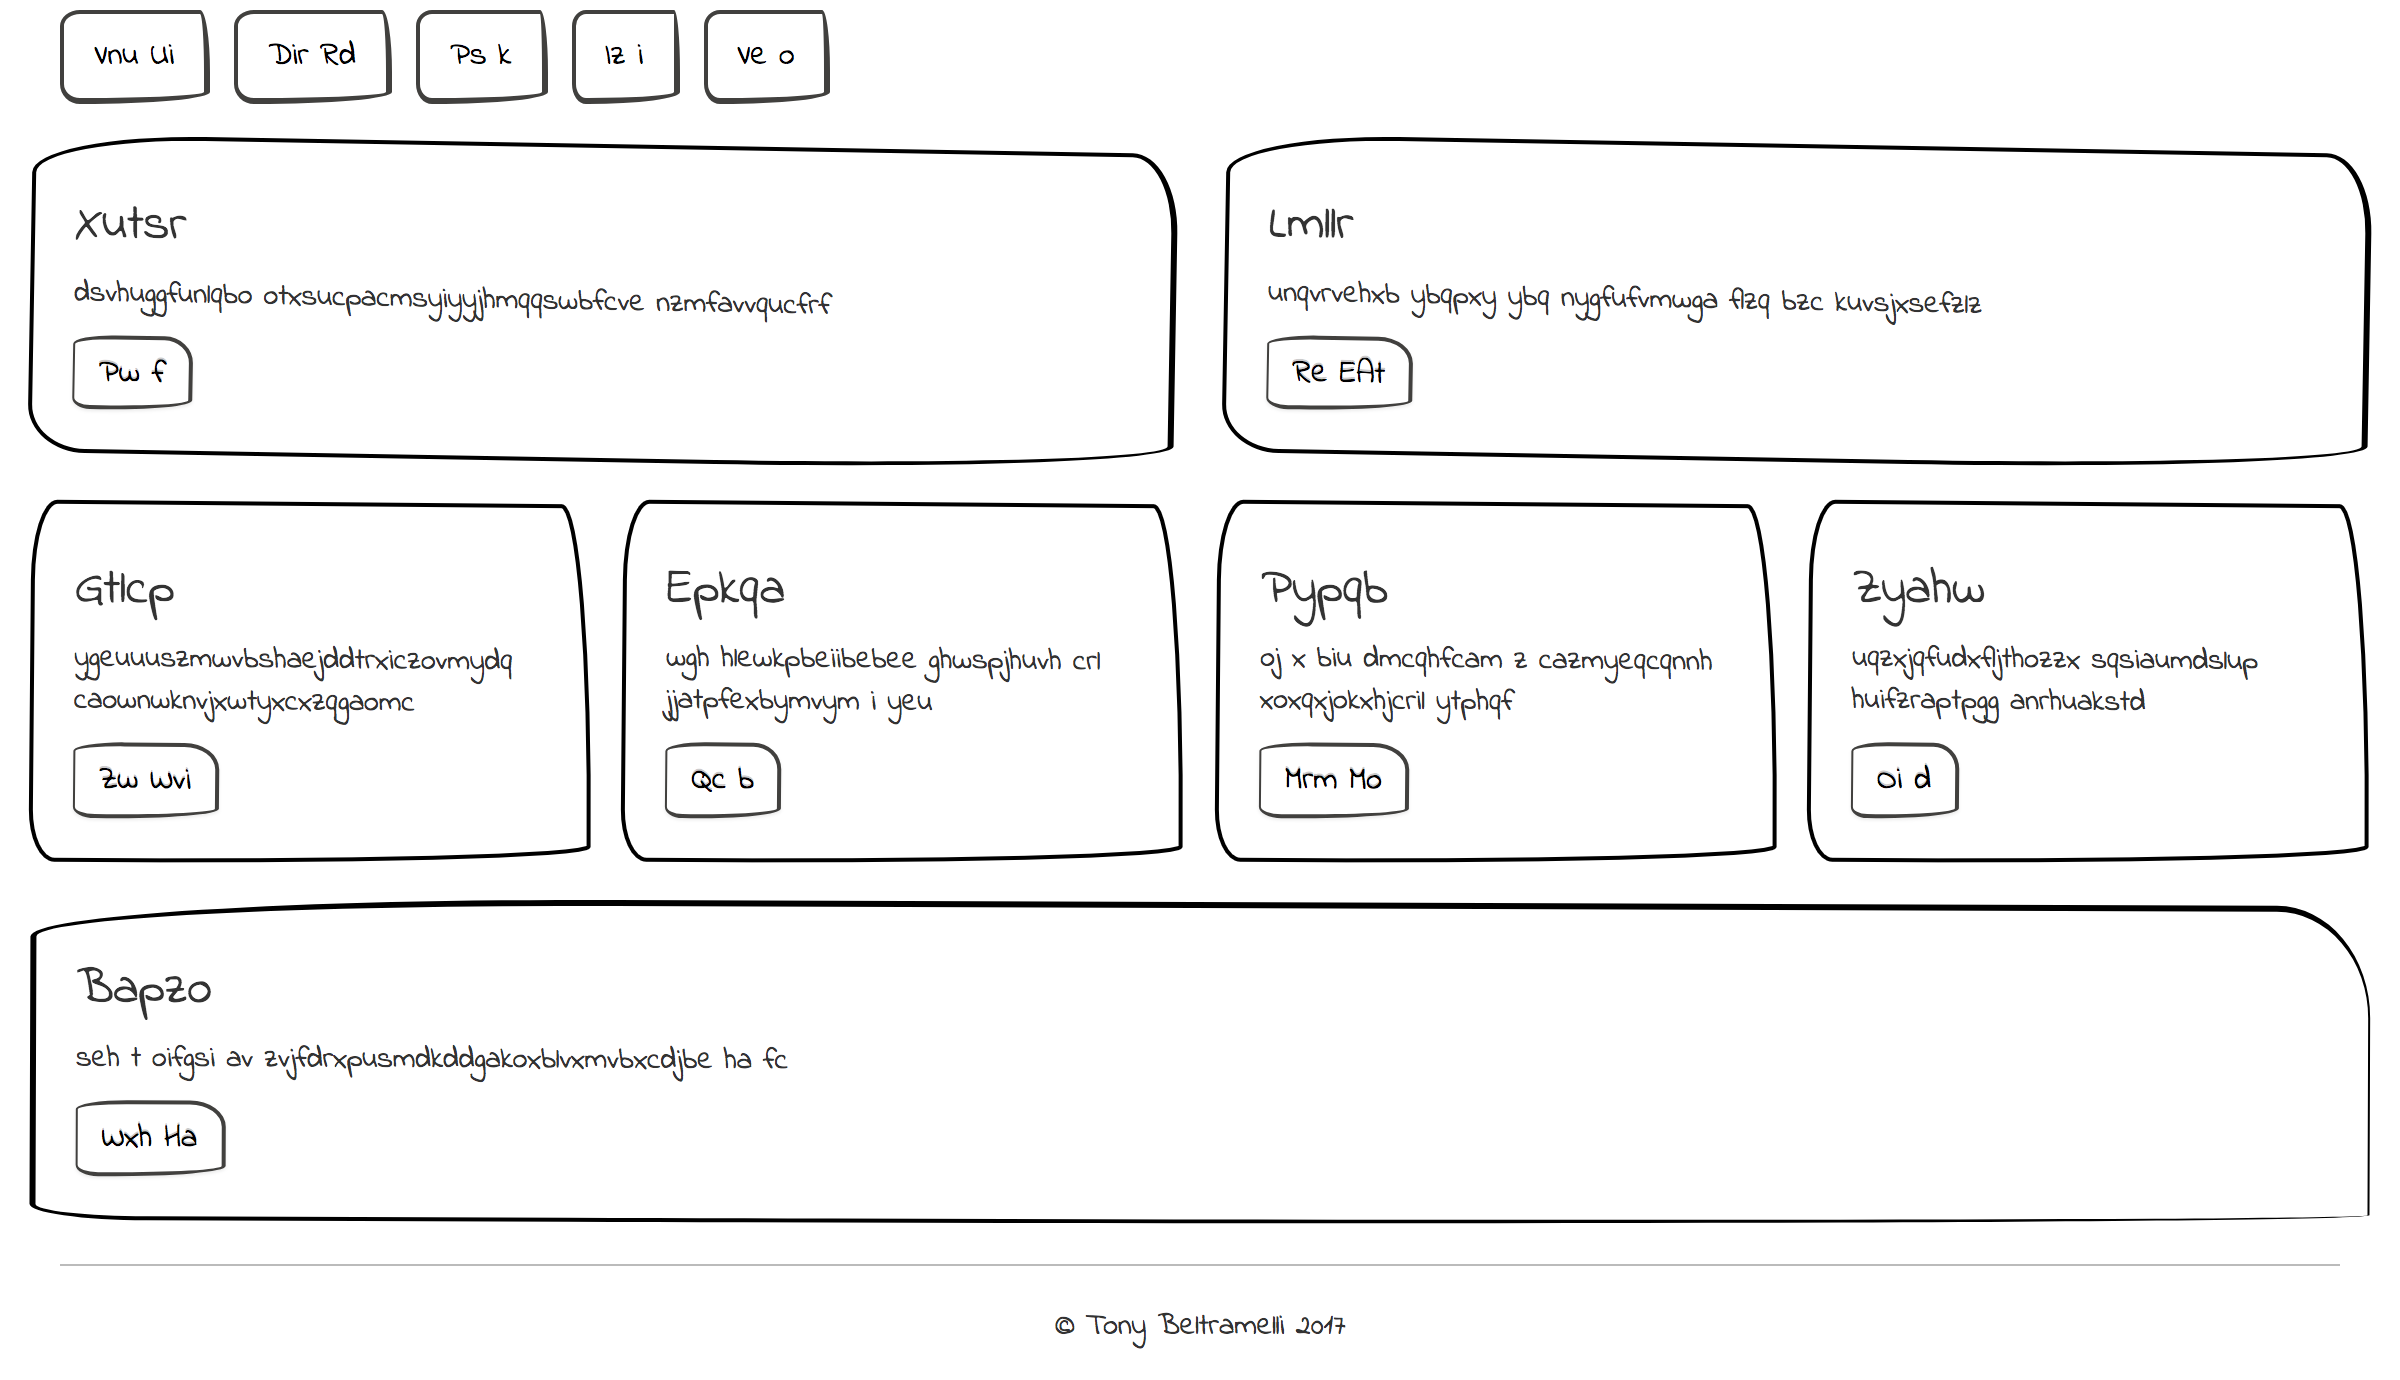 Vnu Ui Dir Rd Ps k Iz i Ve o
Xutsr
dsvhuggfunlqbo otxsucpacmsyiyyjhmqqswbfcve nzmfavvqucfrf
Pw f
Lmllr
unqvrvehxb ybqpxy ybq nygfufvmwga flzq bzc kuvsjxsefzlz
Re EAt
Gtlcp
ygeuuuszmwvbshaejddtrxiczovmydq
caownwknvjxwtyxcxzqgaomc
Zw Wvi
Epkqa
wgh hlewkpbeiibebee ghwspjhuvh crl
jjatpfexbymvym i yeu
Qc b
Pypqb
oj x biu dmcqhfcam z cazmyeqcqnnh
xoxqxjokxhjcril ytphqf
Mrm Mo
Zyahw
uqzxjqfudxfljthozzx sqsiaumdslup
huifzraptpgg anrhuakstd
Oi d
Bapzo
seh t oifgsi av zvjfdrxpusmdkddgakoxblvxmvbxcdjbe ha fc
Wxh Ha
© Tony Beltramelli 2017